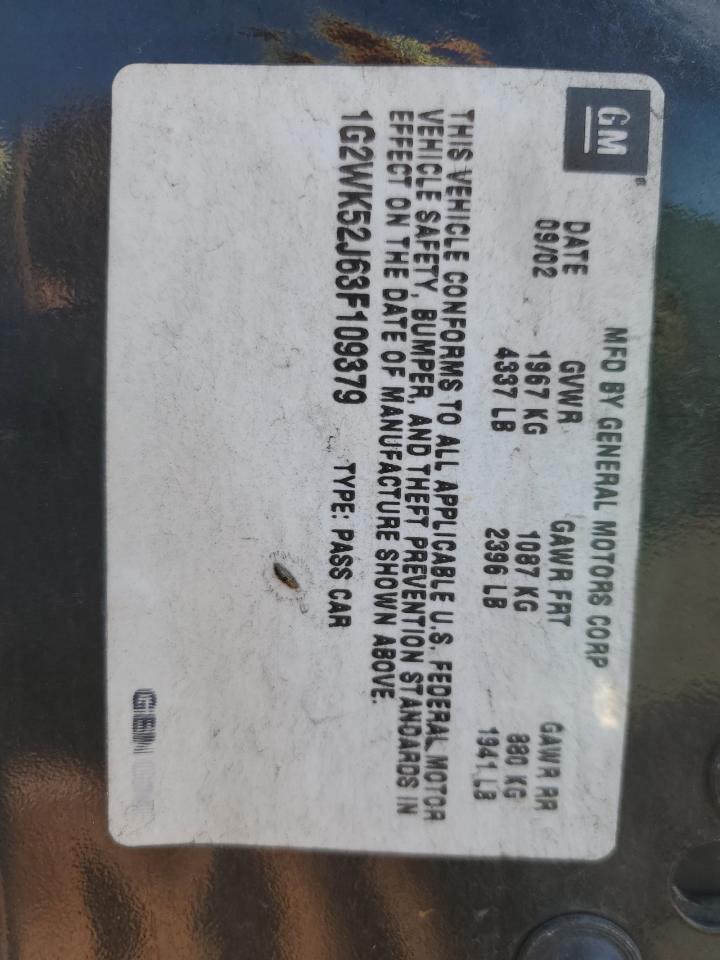 GM
MFD BY GENERAL MOTORS CORP
DATE GVWR GAWR FRT GAWR RR
09/02 1967 KG 1087 KG 880 KG
4337 LB 2396 LB 1941 LB
THIS VEHICLE CONFORMS TO ALL APPLICABLE U.S. FEDERAL MOTOR
VEHICLE SAFETY, BUMPER, AND THEFT PREVENTION STANDARDS IN
EFFECT ON THE DATE OF MANUFACTURE SHOWN ABOVE.
1G2WK52J63F109379 TYPE: PASS CAR